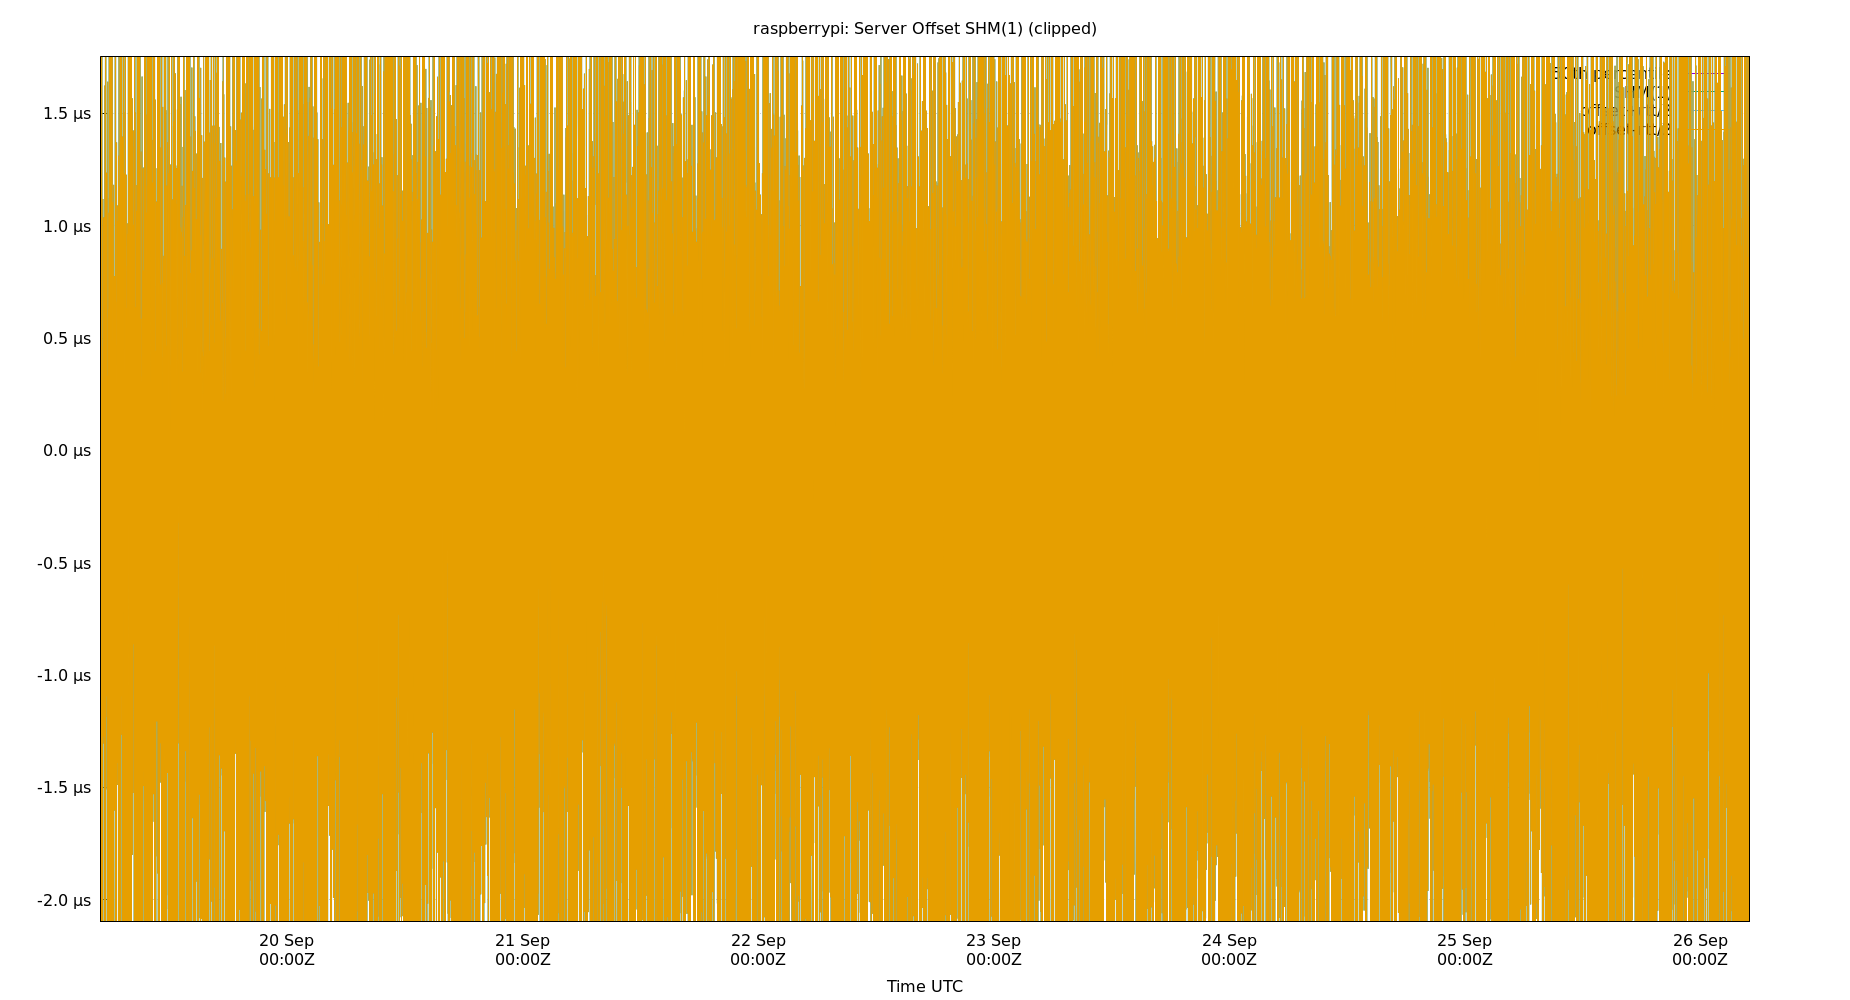 raspberrypi: Server Offset SHM(1) (clipped)
1.5 µs
1.0 µs
0.5 µs
0.0 µs
-0.5 µs
-1.0 µs
-1.5 µs
-2.0 µs
20 Sep
00:00Z
21 Sep
00:00Z
22 Sep
00:00Z
23 Sep
00:00Z
24 Sep
00:00Z
25 Sep
00:00Z
26 Sep
00:00Z
Time UTC